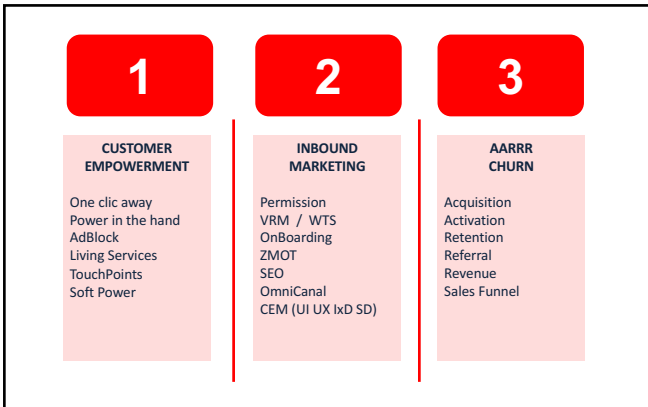 1
CUSTOMER
EMPOWERMENT
One clic away
Power in the hand
AdBlock
Living Services
TouchPoints
Soft Power
2
INBOUND
MARKETING
Permission
VRM / WTS
OnBoarding
ZMOT
SEO
OmniCanal
CEM (UI UX IxD SD)
3
AARRR
CHURN
Acquisition
Activation
Retention
Referral
Revenue
Sales Funnel